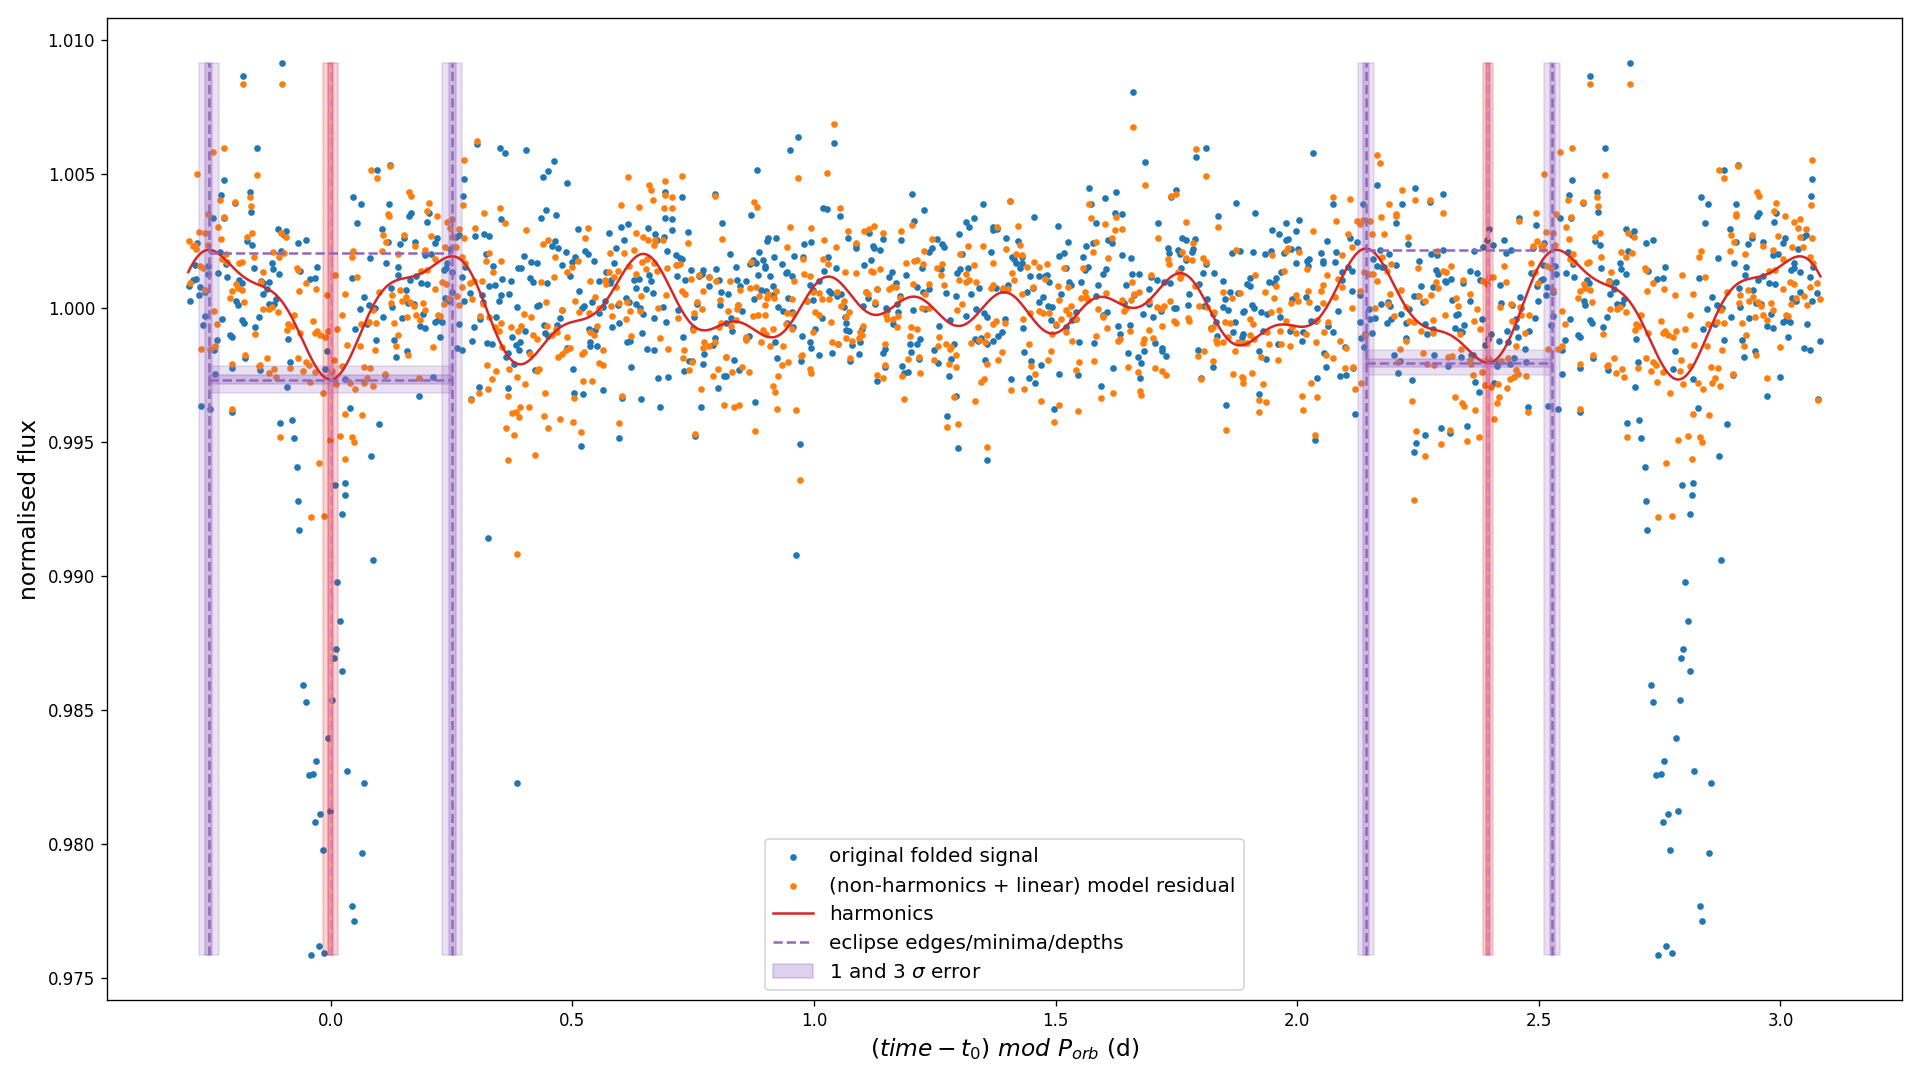 1.010
1.005
1.000
0.995
0.990
0.985
0.980
0.975
normalised flux
original folded signal
(non-harmonics + linear) model residual
harmonics
eclipse edges/minima/depths
1 and 3 σ error
0.0 0.5 1.0 1.5 2.0 2.5 3.0
(time − t₀) mod Pₒᵣb (d)